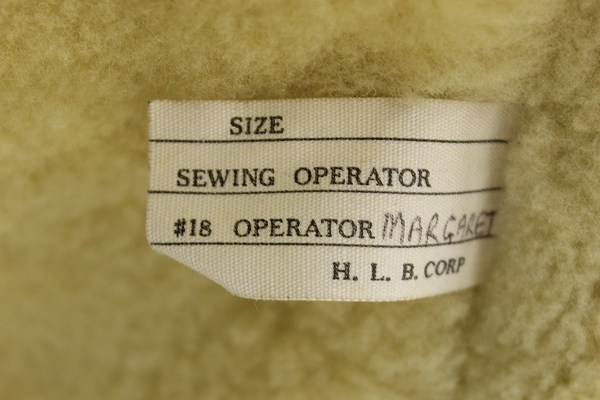 SIZE
SEWING OPERATOR
#18 OPERATOR MARGARET
H. L. B. CORP